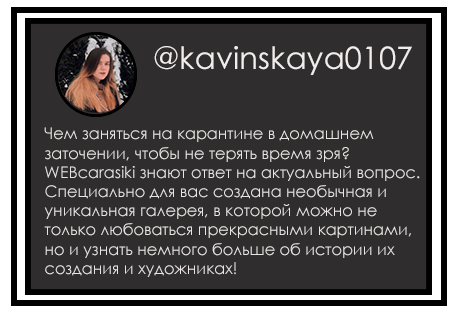 @kavinskaya0107
Чем заняться на карантине в домашнем
заточении, чтобы не терять время зря?
WEBcarasiki знают ответ на актуальный вопрос.
Специально для вас создана необычная и
уникальная галерея, в которой можно не
только любоваться прекрасными картинами,
но и узнать немного больше об истории их
создания и художниках!